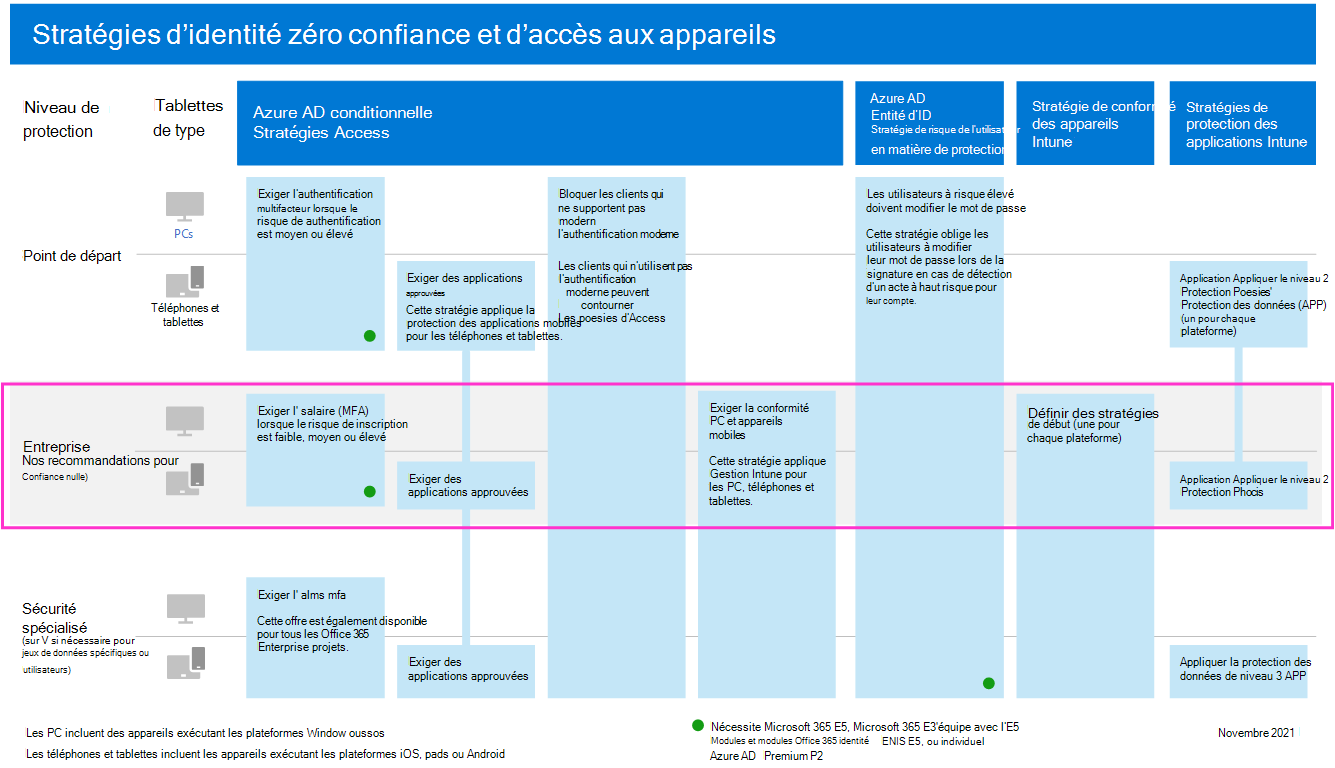 Stratégies d'identité zéro confiance et d'accès aux appareils
Niveau de
protection
Tablettes
de type
Azure AD conditionnelle
Stratégies Access
Azure AD
Entité d'ID
Stratégie de risque de l'utilisateur
en matière de protection
Stratégie de conformité
des appareils
Intune
Stratégies de
protection des
applications Intune
Point de départ
PCs
Téléphones et
tablettes
Exiger l'authentification
multifacteur lorsque le
risque de authentification
est moyen ou élevé
Exiger des applications
approuvées
Cette stratégie applique la
protection des applications mobiles
pour les téléphones et tablettes.
Bloquer les clients qui
ne supportent pas
modern
l'authentification moderne
Les clients qui n'utilisent pas
l'authentification
moderne peuvent
contourner
Les poesies d'Access
Les utilisateurs à risque élevé
doivent modifier le mot de passe
Cette stratégie oblige les
utilisateurs à modifier
leur mot de passe lors de la
signature en cas de détection
d'un acte à haut risque pour
leur compte.
Application Appliquer le niveau 2
Protection Poesies'
Protection des données (APP)
(un pour chaque
plateforme)
Entreprise
Nos recommandations pour
Confiance nulle)
Exiger l' salaire (MFA)
lorsque le risque de inscription
est faible, moyen ou élevé
Exiger des
applications approuvées
Exiger la conformité
PC et appareils
mobiles
Cette stratégie applique
Gestion Intune pour
les PC, téléphones et
tablettes.
Définir des stratégies
de début (une pour
chaque plateforme)
Application Appliquer le niveau 2
Protection Phocis
Sécurité
spécialisé
(sur V si nécessaire pour
jeux de données spécifiques ou
utilisateurs)
Exiger l' alms mfa
Cette offre est également disponible
pour tous les Office 365
Enterprise projets.
Exiger des
applications approuvées
Appliquer la protection des
données de niveau 3 APP
Les PC incluent des appareils exécutant les plateformes Window oussos
Les téléphones et tablettes incluent les appareils exécutant les plateformes iOS, pads ou Android
Nécessite Microsoft 365 E5, Microsoft 365 E3'équipe avec l'E5
Modules et modules Office 365 identité ENIS E5, ou individuel
Azure AD Premium P2
Novembre 2021